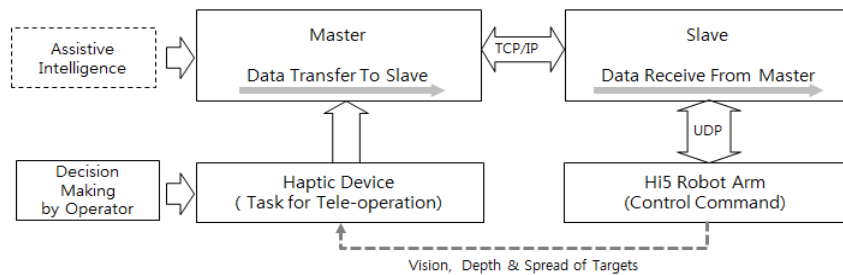 Assistive
Intelligence
Master
Data Transfer To Slave
TCP/IP
Slave
Data Receive From Master
UDP
Decision
Making
by Operator
Haptic Device
( Task for Tele-operation)
Hi5 Robot Arm
(Control Command)
Vision, Depth & Spread of Targets